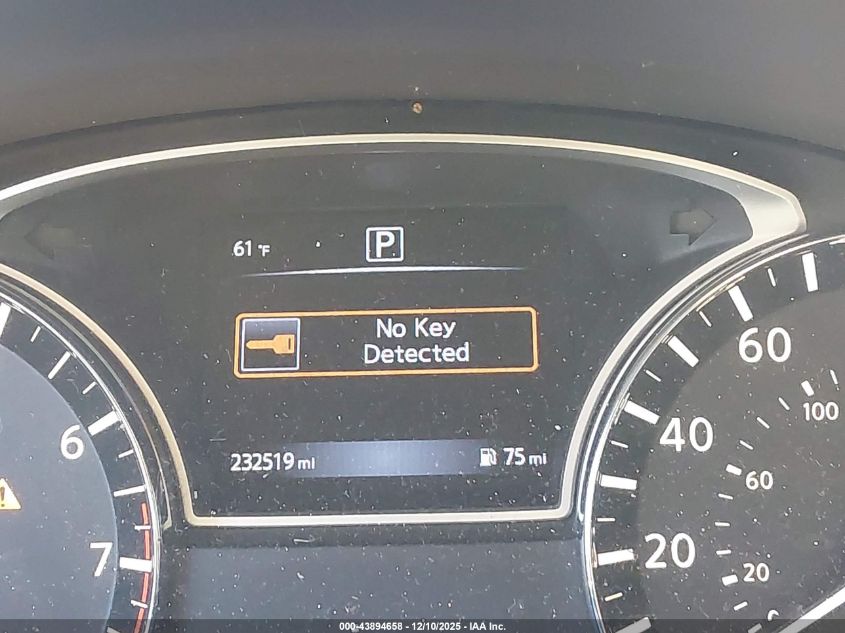 61 °F
P
No Key
Detected
232519 mi
75 mi
6
7
60
40
20
100
60
20
000-43894658 - 12/10/2025 - IAA Inc.